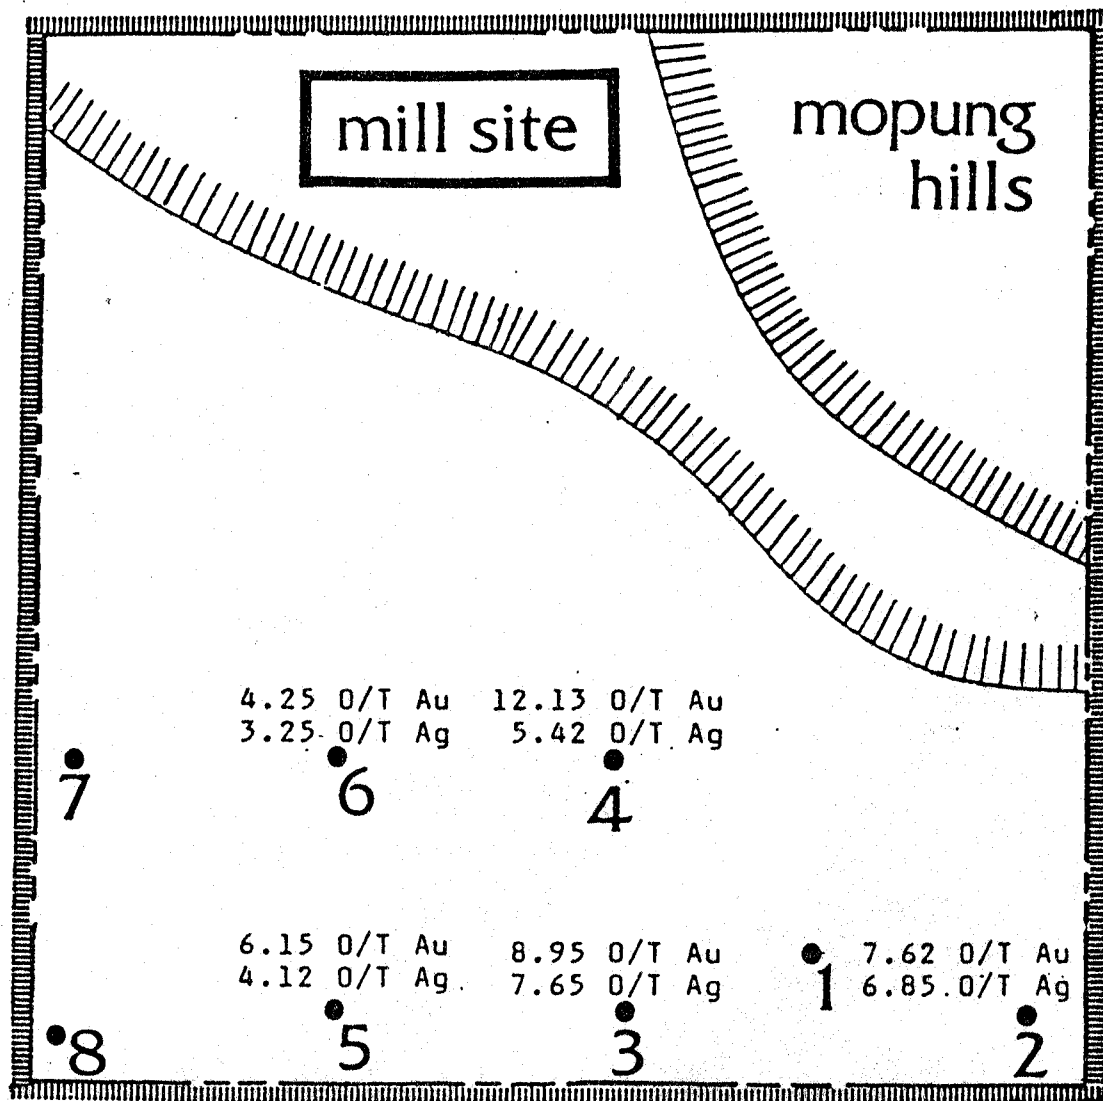 mill site
mopung
hills
4.25 O/T Au
3.25 O/T Ag
12.13 O/T Au
5.42 O/T Ag
7
6
4
6.15 O/T Au
4.12 O/T Ag
8.95 O/T Au
7.65 O/T Ag
7.62 O/T Au
6.85 O/T Ag
1
8
5
3
2